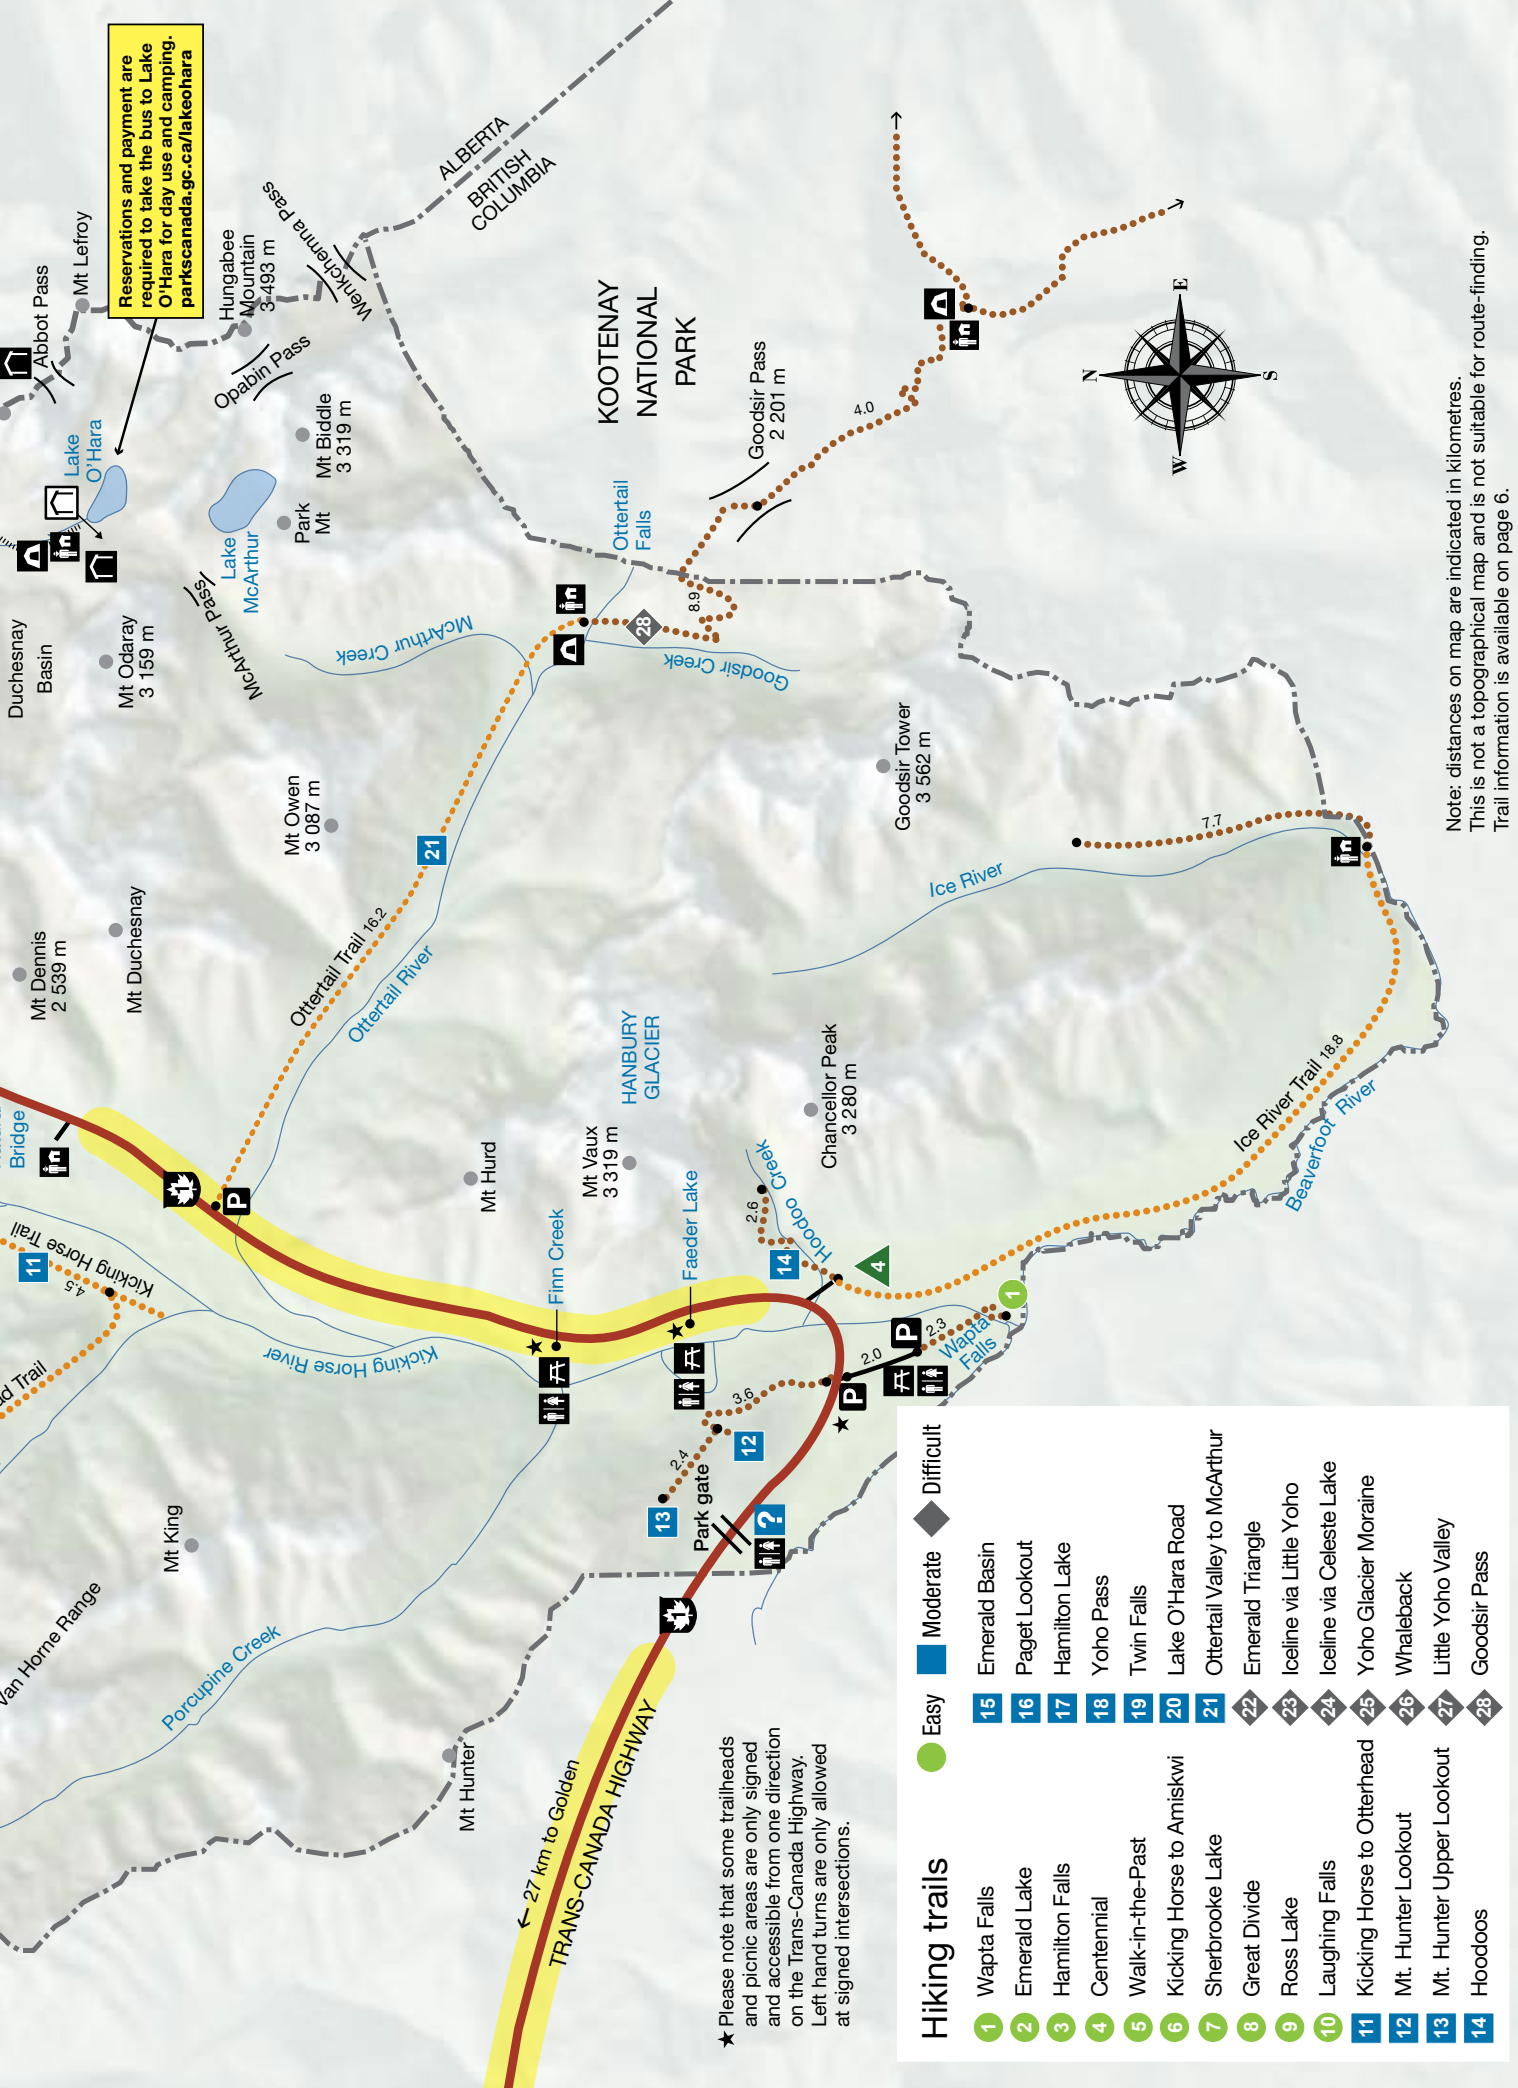 Reservations and payment are
required to take the bus to Lake
O'Hara for day use and camping.
parkscanada.gc.ca/lakeohara
Abbot Pass
Mt Lefroy
Hungabee
Mountain
3 493 m
Wenkchemna Pass
Opabin Pass
Lake
O'Hara
Mt Biddle
3 319 m
Park
Mt
Lake
McArthur
McArthur Pass
Duchesnay
Basin
Mt Odaray
3 159 m
ALBERTA
BRITISH
COLUMBIA
KOOTENAY
NATIONAL
PARK
Goodsir Pass
2 201 m
4.0
Ottertail
Falls
8.9
28
McArthur Creek
Goodsir Creek
N
E
S
W
Mt Dennis
2 539 m
Mt Duchesnay
Mt Owen
3 087 m
21
Ottertail Trail 16.2
Ottertail River
Goodsir Tower
3 562 m
Ice River
7.7
HANBURY
GLACIER
Chancellor Peak
3 280 m
Ice River Trail 18.8
Beaverfoot River
Bridge
1
P
Kicking Horse Trail
11
4.5
Mt Hurd
Mt Vaux
3 319 m
Finn Creek
Faeder Lake
Hoodoo Creek
2.6
14
4
1
Kicking Horse River
Wapta
Falls
2.3
P
2.0
P
3.6
12
2.4
13
Park gate
?
1
Trail
Mt King
Van Horne Range
Porcupine Creek
Mt Hunter
← 27 km to Golden
TRANS-CANADA HIGHWAY
★ Please note that some trailheads
and picnic areas are only signed
and accessible from one direction
on the Trans-Canada Highway.
Left hand turns are only allowed
at signed intersections.
Hiking trails
Easy
Moderate
Difficult
1 Wapta Falls
2 Emerald Lake
3 Hamilton Falls
4 Centennial
5 Walk-in-the-Past
6 Kicking Horse to Amiskwi
7 Sherbrooke Lake
8 Great Divide
9 Ross Lake
10 Laughing Falls
11 Kicking Horse to Otterhead
12 Mt. Hunter Lookout
13 Mt. Hunter Upper Lookout
14 Hoodoos
15 Emerald Basin
16 Paget Lookout
17 Hamilton Lake
18 Yoho Pass
19 Twin Falls
20 Lake O'Hara Road
21 Ottertail Valley to McArthur
22 Emerald Triangle
23 Iceline via Little Yoho
24 Iceline via Celeste Lake
25 Yoho Glacier Moraine
26 Whaleback
27 Little Yoho Valley
28 Goodsir Pass
Note: distances on map are indicated in kilometres.
This is not a topographical map and is not suitable for route-finding.
Trail information is available on page 6.